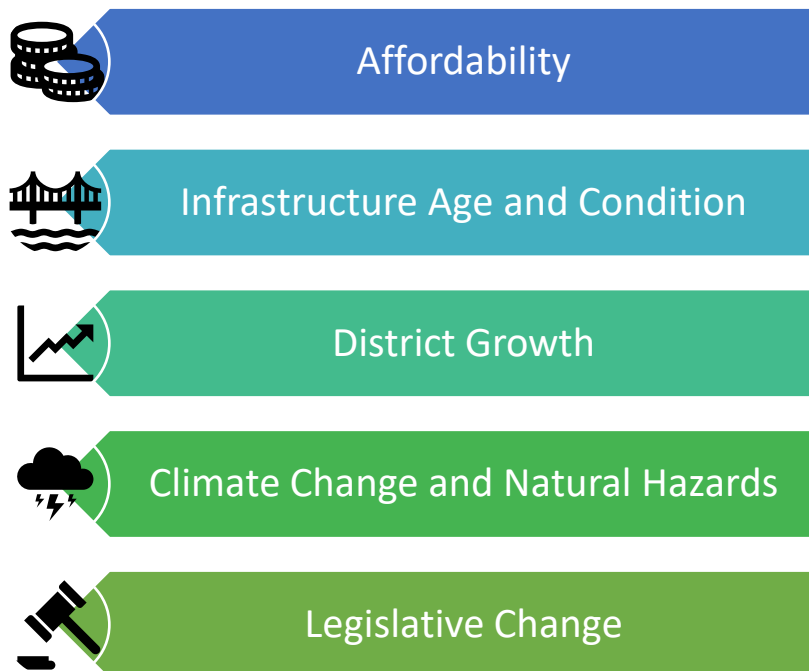 Affordability
Infrastructure Age and Condition
District Growth
Climate Change and Natural Hazards
Legislative Change